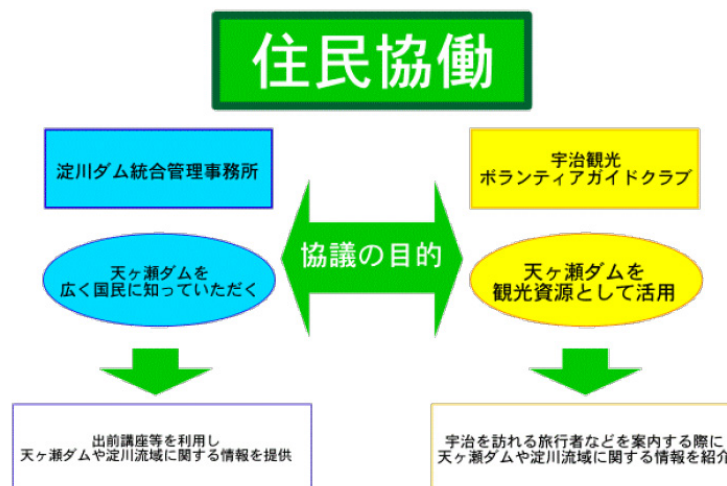 住民協働
淀川ダム統合管理事務所
宇治観光
ボランティアガイドクラブ
協議の目的
天ヶ瀬ダムを
広く国民に知っていただく
天ヶ瀬ダムを
観光資源として活用
出前講座等を利用し
天ヶ瀬ダムや淀川流域に関する情報を提供
宇治を訪れる旅行者などを案内する際に
天ヶ瀬ダムや淀川流域に関する情報を紹介